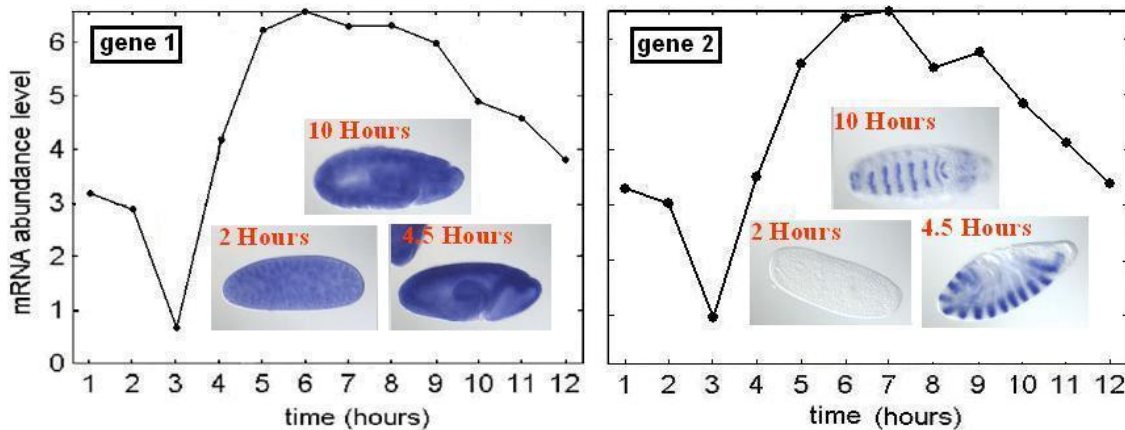 gene 1
mRNA abundance level
6
5
4
3
2
1
0
10 Hours
2 Hours
4.5 Hours
1 2 3 4 5 6 7 8 9 10 11 12
time (hours)
gene 2
10 Hours
2 Hours
4.5 Hours
1 2 3 4 5 6 7 8 9 10 11 12
time (hours)